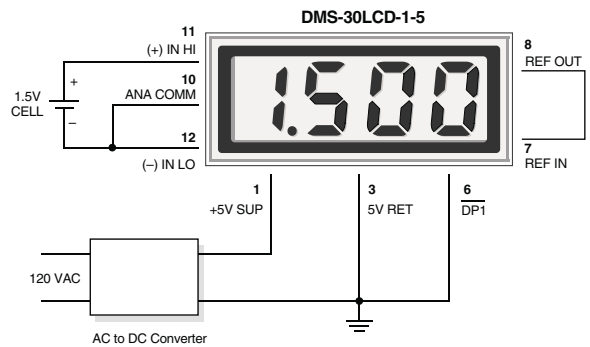 DMS-30LCD-1-5
11
(+) IN HI
8
REF OUT
10
ANA COMM
+
1.5V
CELL
–
12
(–) IN LO
1.500
7
REF IN
1
+5V SUP
3
5V RET
6
DP1
120 VAC
AC to DC Converter